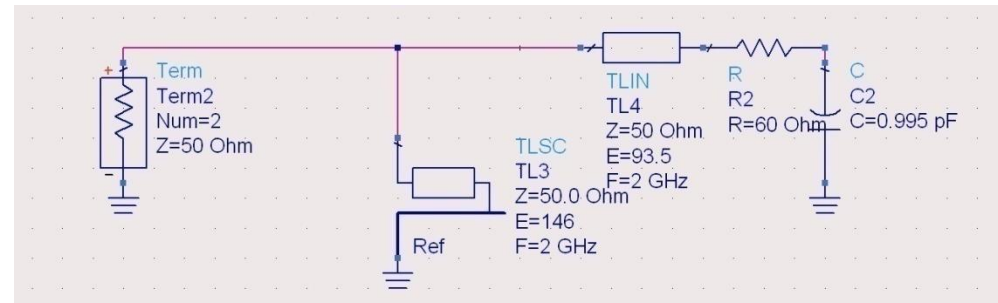 +
Term
Term2
Num=2
Z=50 Ohm
-
TLSC
TL3
Z=50.0 Ohm
E=146
F=2 GHz
Ref
TLIN
TL4
Z=50 Ohm
E=93.5
F=2 GHz
R
R2
R=60 Ohm
C
C2
C=0.995 pF